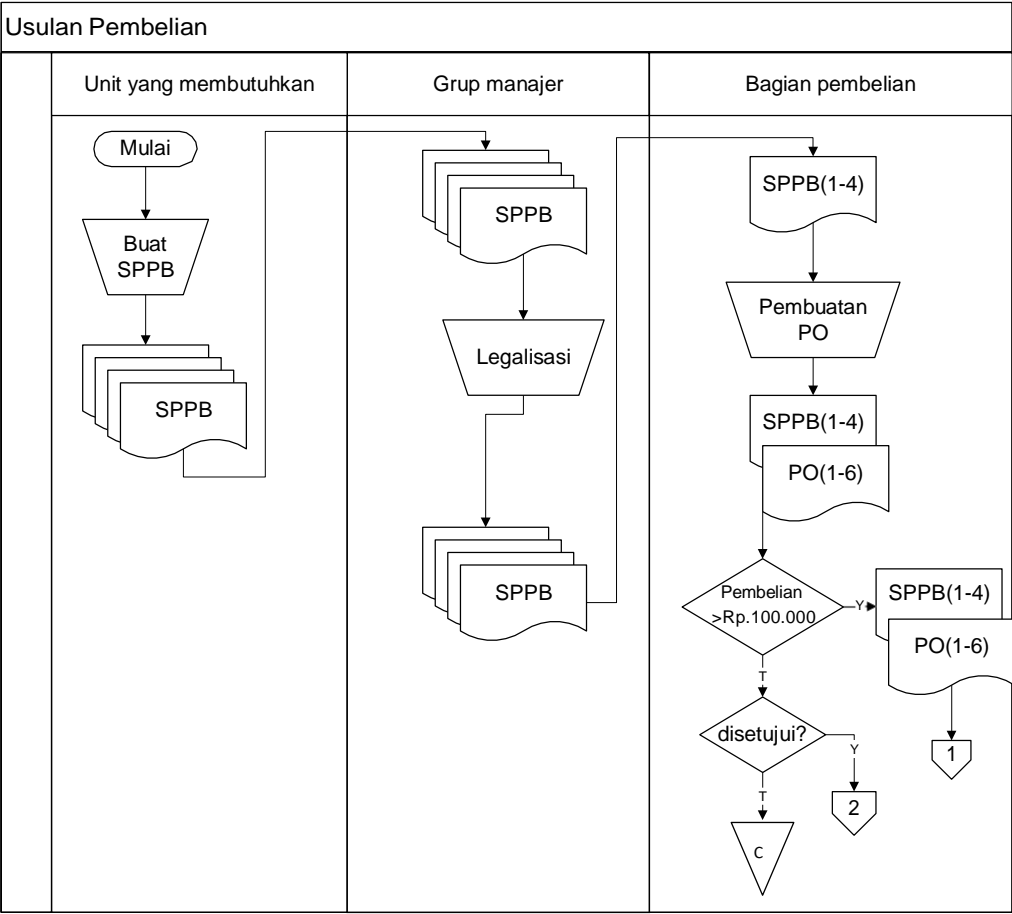 Usulan Pembelian
Unit yang membutuhkan
Grup manajer
Bagian pembelian
Mulai
Buat
SPPB
SPPB
SPPB
Legalisasi
SPPB
SPPB(1-4)
Pembuatan
PO
SPPB(1-4)
PO(1-6)
Pembelian
>Rp.100.000
Y
SPPB(1-4)
PO(1-6)
1
T
disetujui?
Y
2
T
C